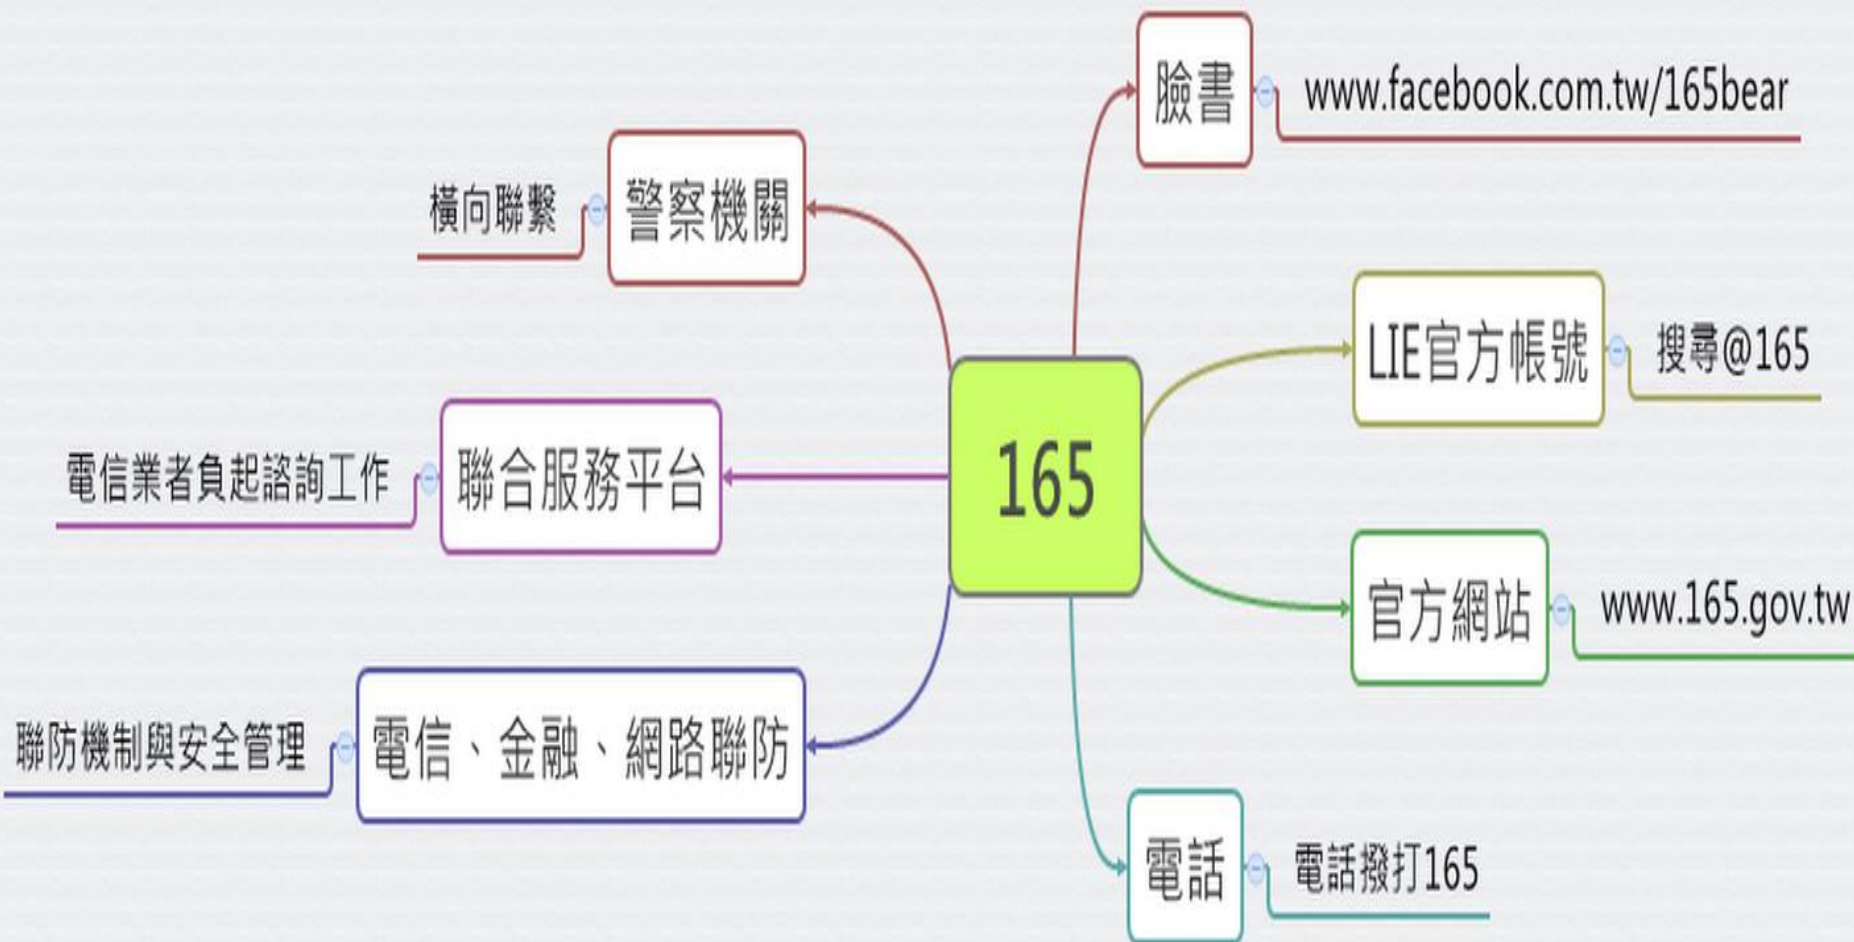 臉書
www.facebook.com.tw/165bear
警察機關
橫向聯繫
LIE官方帳號
搜尋@165
165
聯合服務平台
電信業者負起諮詢工作
官方網站
www.165.gov.tw
電信、金融、網路聯防
聯防機制與安全管理
電話
電話撥打165